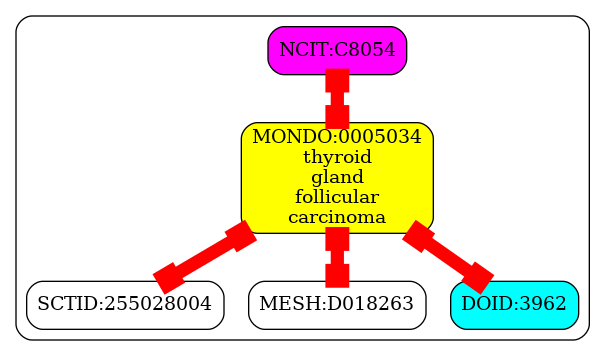 NCIT:C8054
MONDO:0005034
thyroid
gland
follicular
carcinoma
SCTID:255028004
MESH:D018263
DOID:3962